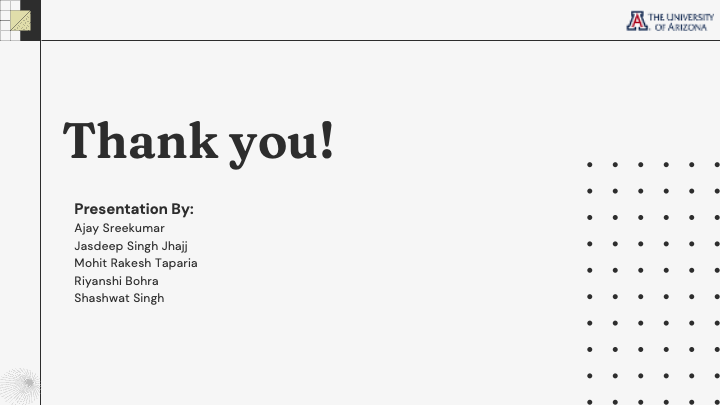 THE UNIVERSITY
OF ARIZONA
Thank you!
Presentation By:
Ajay Sreekumar
Jasdeep Singh Jhajj
Mohit Rakesh Taparia
Riyanshi Bohra
Shashwat Singh